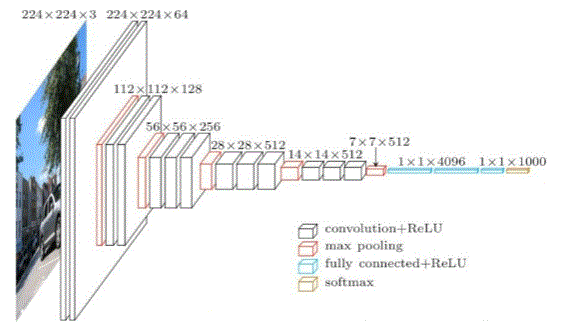 224×224×3
224×224×64
112×112×128
56×56×256
28×28×512
14×14×512
7×7×512
1×1×4096
1×1×1000
convolution+ReLU
max pooling
fully connected+ReLU
softmax